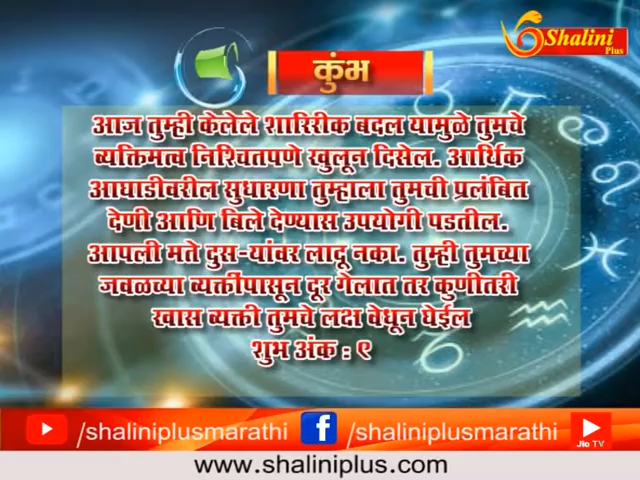 Shalini
Plus
कुंभ
आज तुम्ही केलेले शारिरीक बदल यामुळे तुमचे
व्यक्तिमत्व निश्चितपणे खुलून दिसेल. आर्थिक
आघाडीवरील सुधारणा तुम्हाला तुमची प्रलंबित
देणी आणि बिले देण्यास उपयोगी पडतील.
आपली मते दुस-यांवर लादू नका. तुम्ही तुमच्या
जवळच्या व्यक्तींपासून दूर गेलात तर कुणीतरी
खास व्यक्ती तुमचे लक्ष वेधून घेईल
शुभ अंक : ९
/shaliniplusmarathi
/shaliniplusmarathi
Jio TV
www.shaliniplus.com